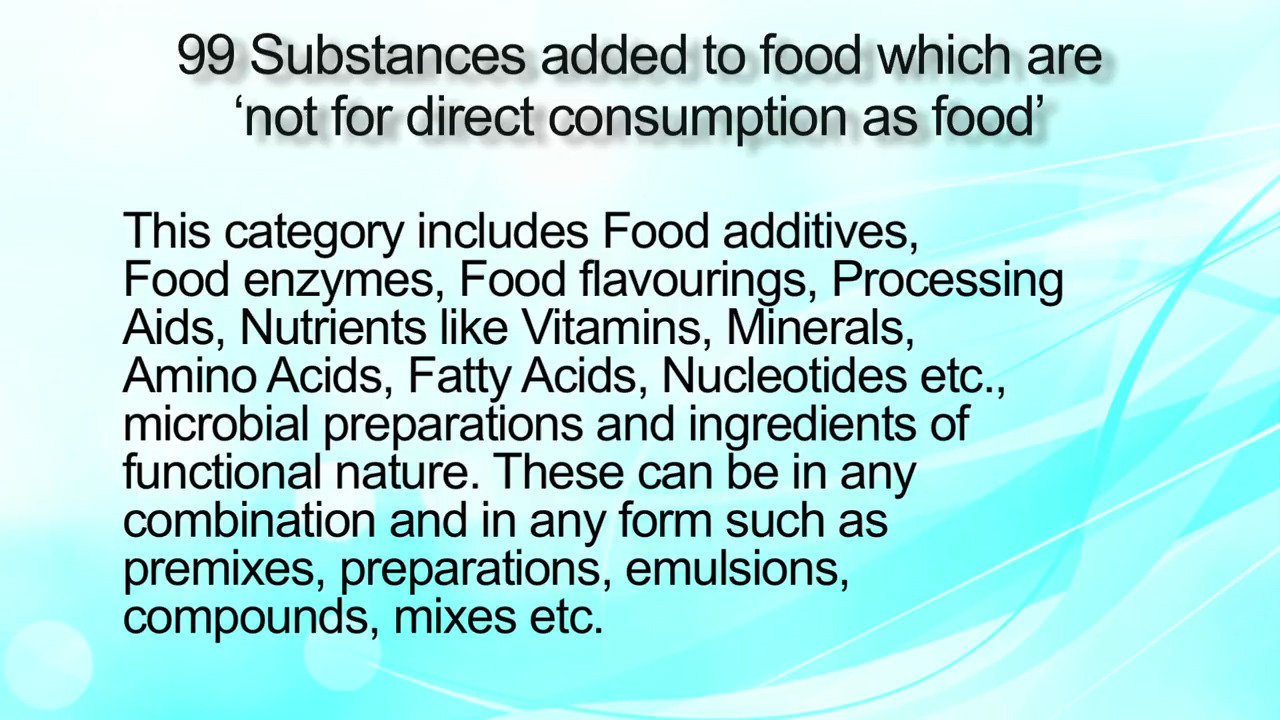 99 Substances added to food which are
‘not for direct consumption as food’
This category includes Food additives,
Food enzymes, Food flavourings, Processing
Aids, Nutrients like Vitamins, Minerals,
Amino Acids, Fatty Acids, Nucleotides etc.,
microbial preparations and ingredients of
functional nature. These can be in any
combination and in any form such as
premixes, preparations, emulsions,
compounds, mixes etc.